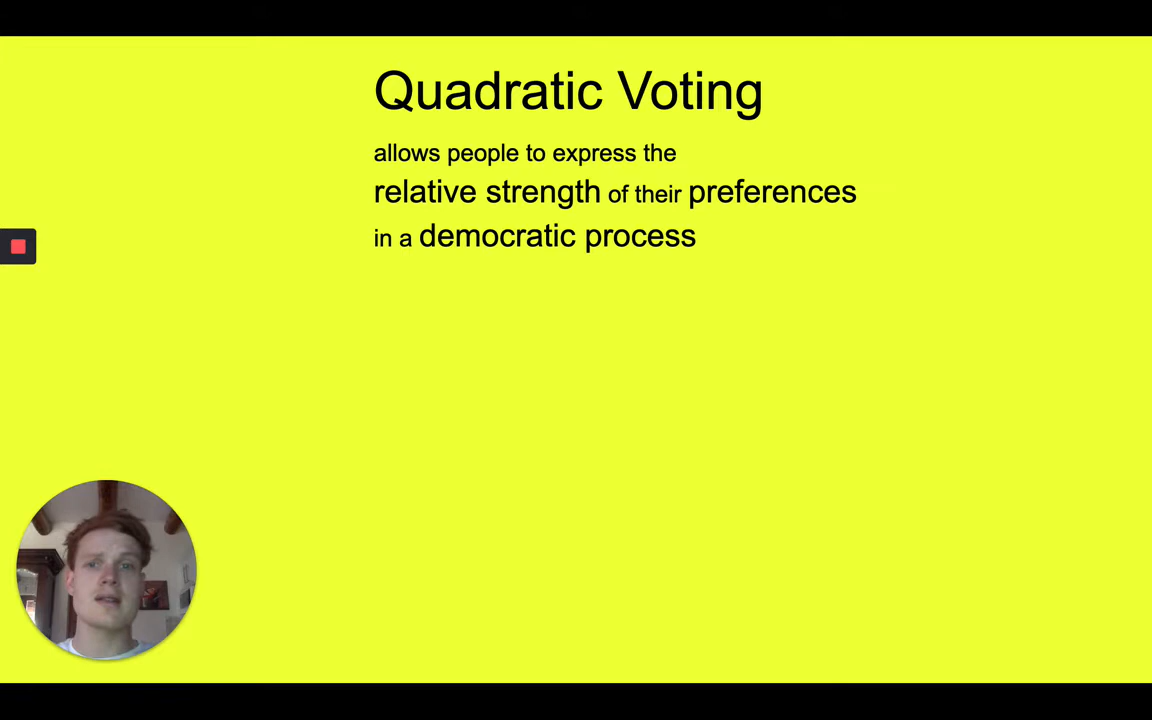 Quadratic Voting
allows people to express the
relative strength of their preferences
in a democratic process